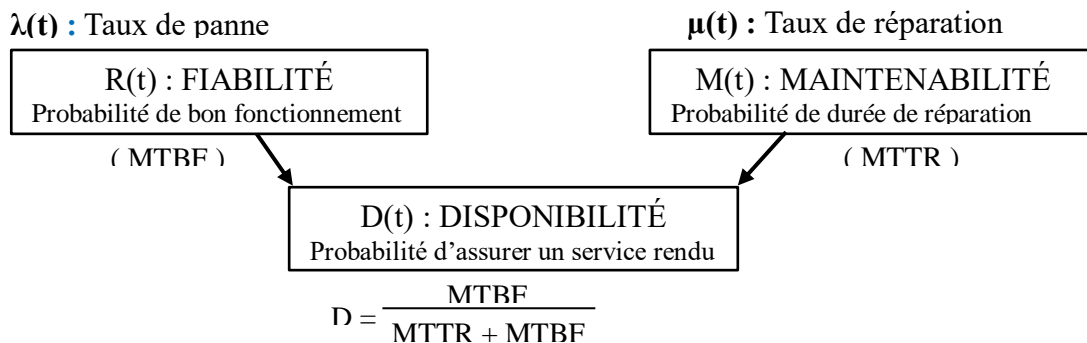 λ(t) : Taux de panne
μ(t) : Taux de réparation
R(t) : FIABILITÉ
Probabilité de bon fonctionnement
M(t) : MAINTENABILITÉ
Probabilité de durée de réparation
( MTBF )
( MTTR )
D(t) : DISPONIBILITÉ
Probabilité d’assurer un service rendu
MTBF
D =
MTTR + MTBF